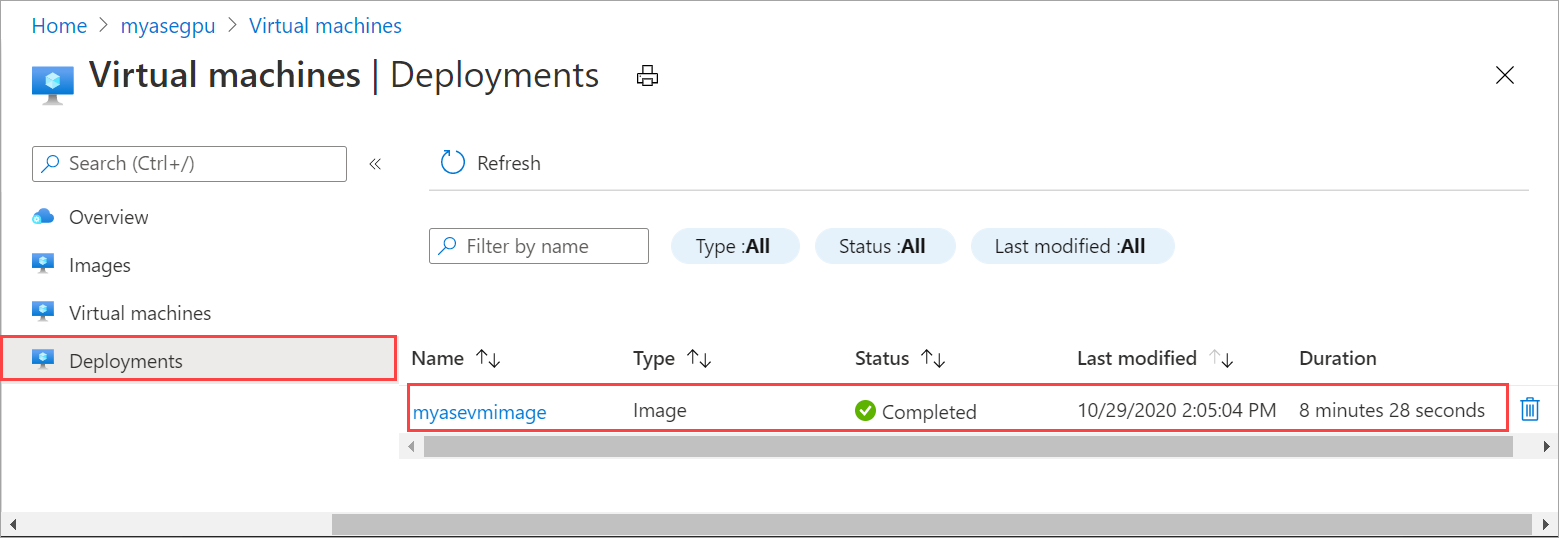 Home > myasegpu > Virtual machines
Virtual machines | Deployments
Search (Ctrl+/)
«
Refresh
Overview
Images
Virtual machines
Deployments
Filter by name
Type :All
Status :All
Last modified :All
Name ↑↓ Type ↑↓ Status ↑↓ Last modified ↑↓ Duration
myasevmimage Image Completed 10/29/2020 2:05:04 PM 8 minutes 28 seconds